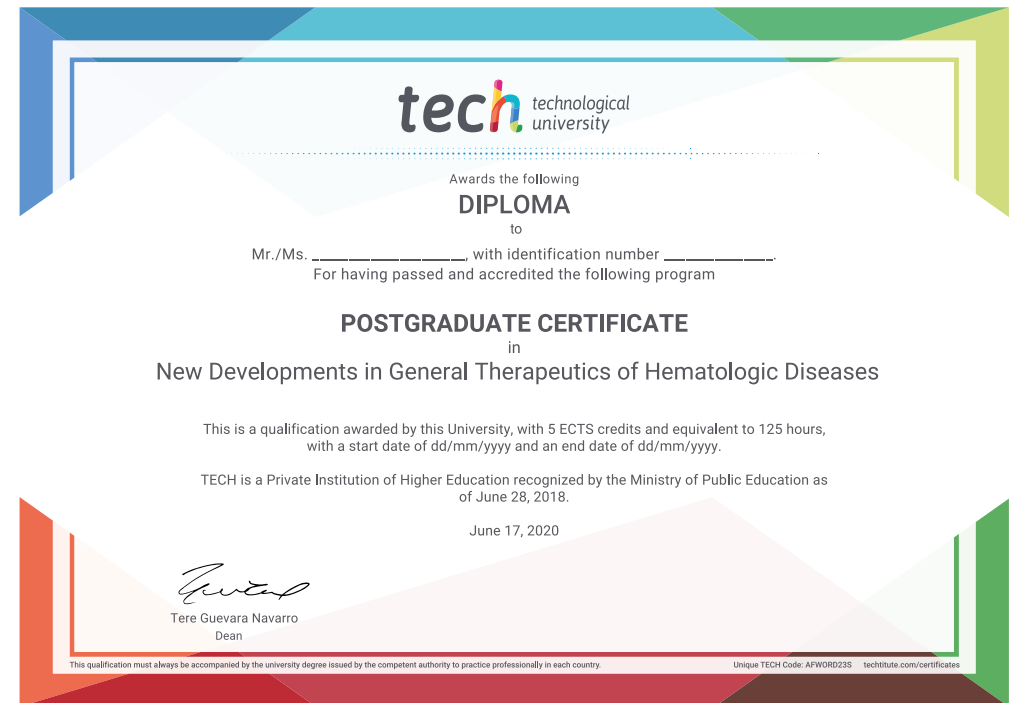 tech technological
university
Awards the following
DIPLOMA
to
Mr./Ms. ____________________, with identification number ______________.
For having passed and accredited the following program
POSTGRADUATE CERTIFICATE
in
New Developments in General Therapeutics of Hematologic Diseases
This is a qualification awarded by this University, with 5 ECTS credits and equivalent to 125 hours,
with a start date of dd/mm/yyyy and an end date of dd/mm/yyyy.
TECH is a Private Institution of Higher Education recognized by the Ministry of Public Education as
of June 28, 2018.
June 17, 2020
Tere Guevara Navarro
Dean
This qualification must always be accompanied by the university degree issued by the competent authority to practice professionally in each country.
Unique TECH Code: AFWORD23S techtitute.com/certificates